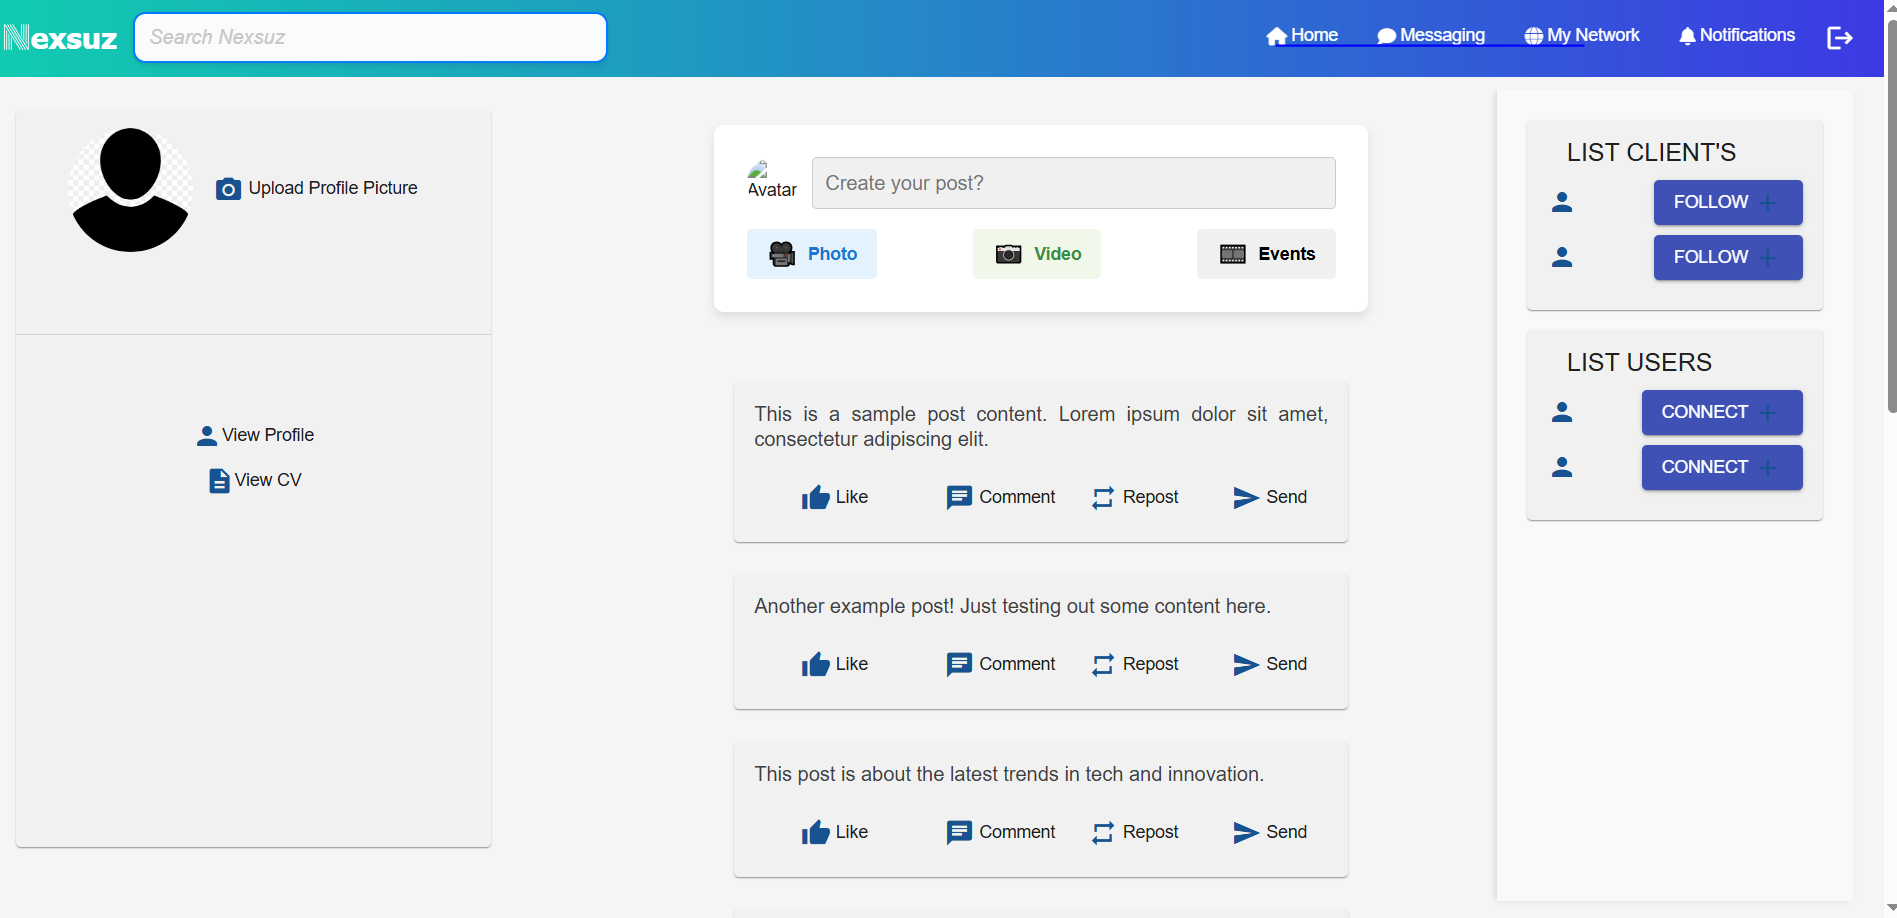 Nexsuz
Search Nexsuz
Home
Messaging
My Network
Notifications
Upload Profile Picture
View Profile
View CV
Avatar
Create your post?
Photo
Video
Events
This is a sample post content. Lorem ipsum dolor sit amet,
consectetur adipiscing elit.
Like
Comment
Repost
Send
Another example post! Just testing out some content here.
Like
Comment
Repost
Send
This post is about the latest trends in tech and innovation.
Like
Comment
Repost
Send
LIST CLIENT'S
FOLLOW
FOLLOW
LIST USERS
CONNECT
CONNECT